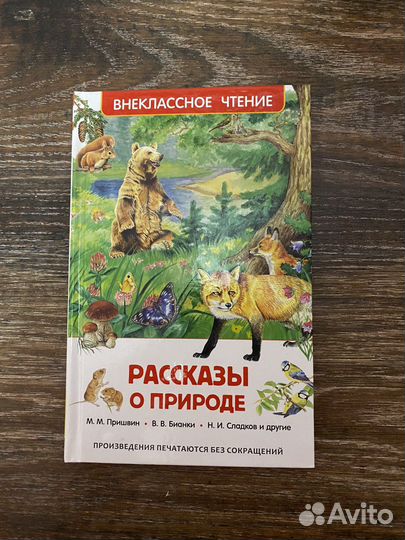 ВНЕКЛАССНОЕ ЧТЕНИЕ
РАССКАЗЫ
О ПРИРОДЕ
М. М. Пришвин • В. В. Бианки • Н. И. Сладков и другие
ПРОИЗВЕДЕНИЯ ПЕЧАТАЮТСЯ БЕЗ СОКРАЩЕНИЙ
Avito